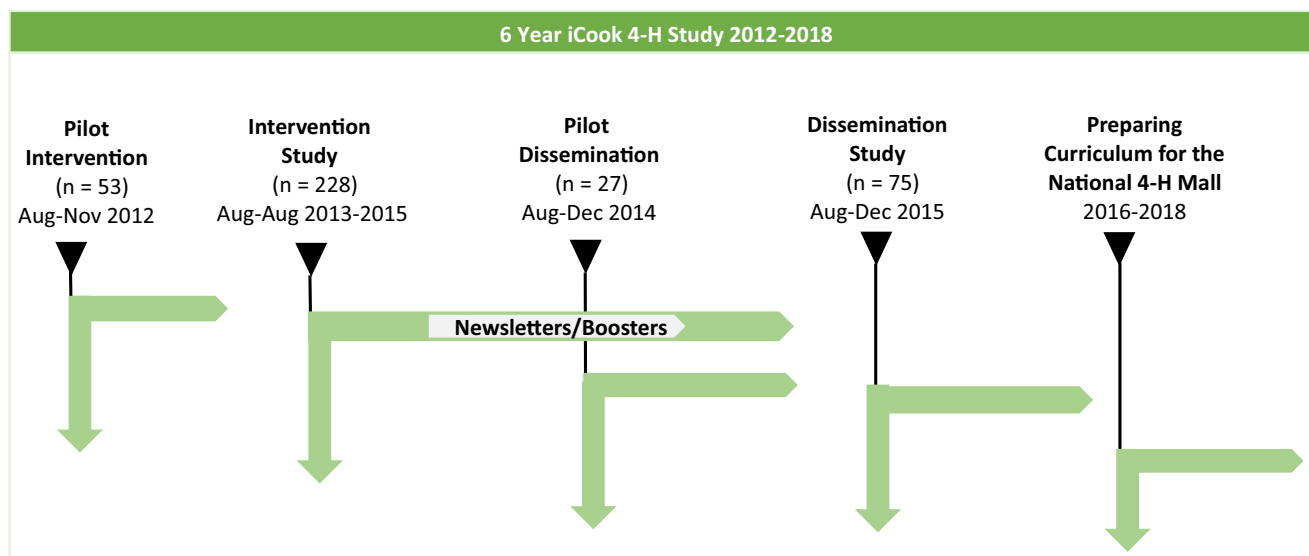 6 Year iCook 4-H Study 2012-2018
Pilot
Intervention
(n = 53)
Aug-Nov 2012
Intervention
Study
(n = 228)
Aug-Aug 2013-2015
Pilot
Dissemination
(n = 27)
Aug-Dec 2014
Dissemination
Study
(n = 75)
Aug-Dec 2015
Preparing
Curriculum for the
National 4-H Mall
2016-2018
Newsletters/Boosters